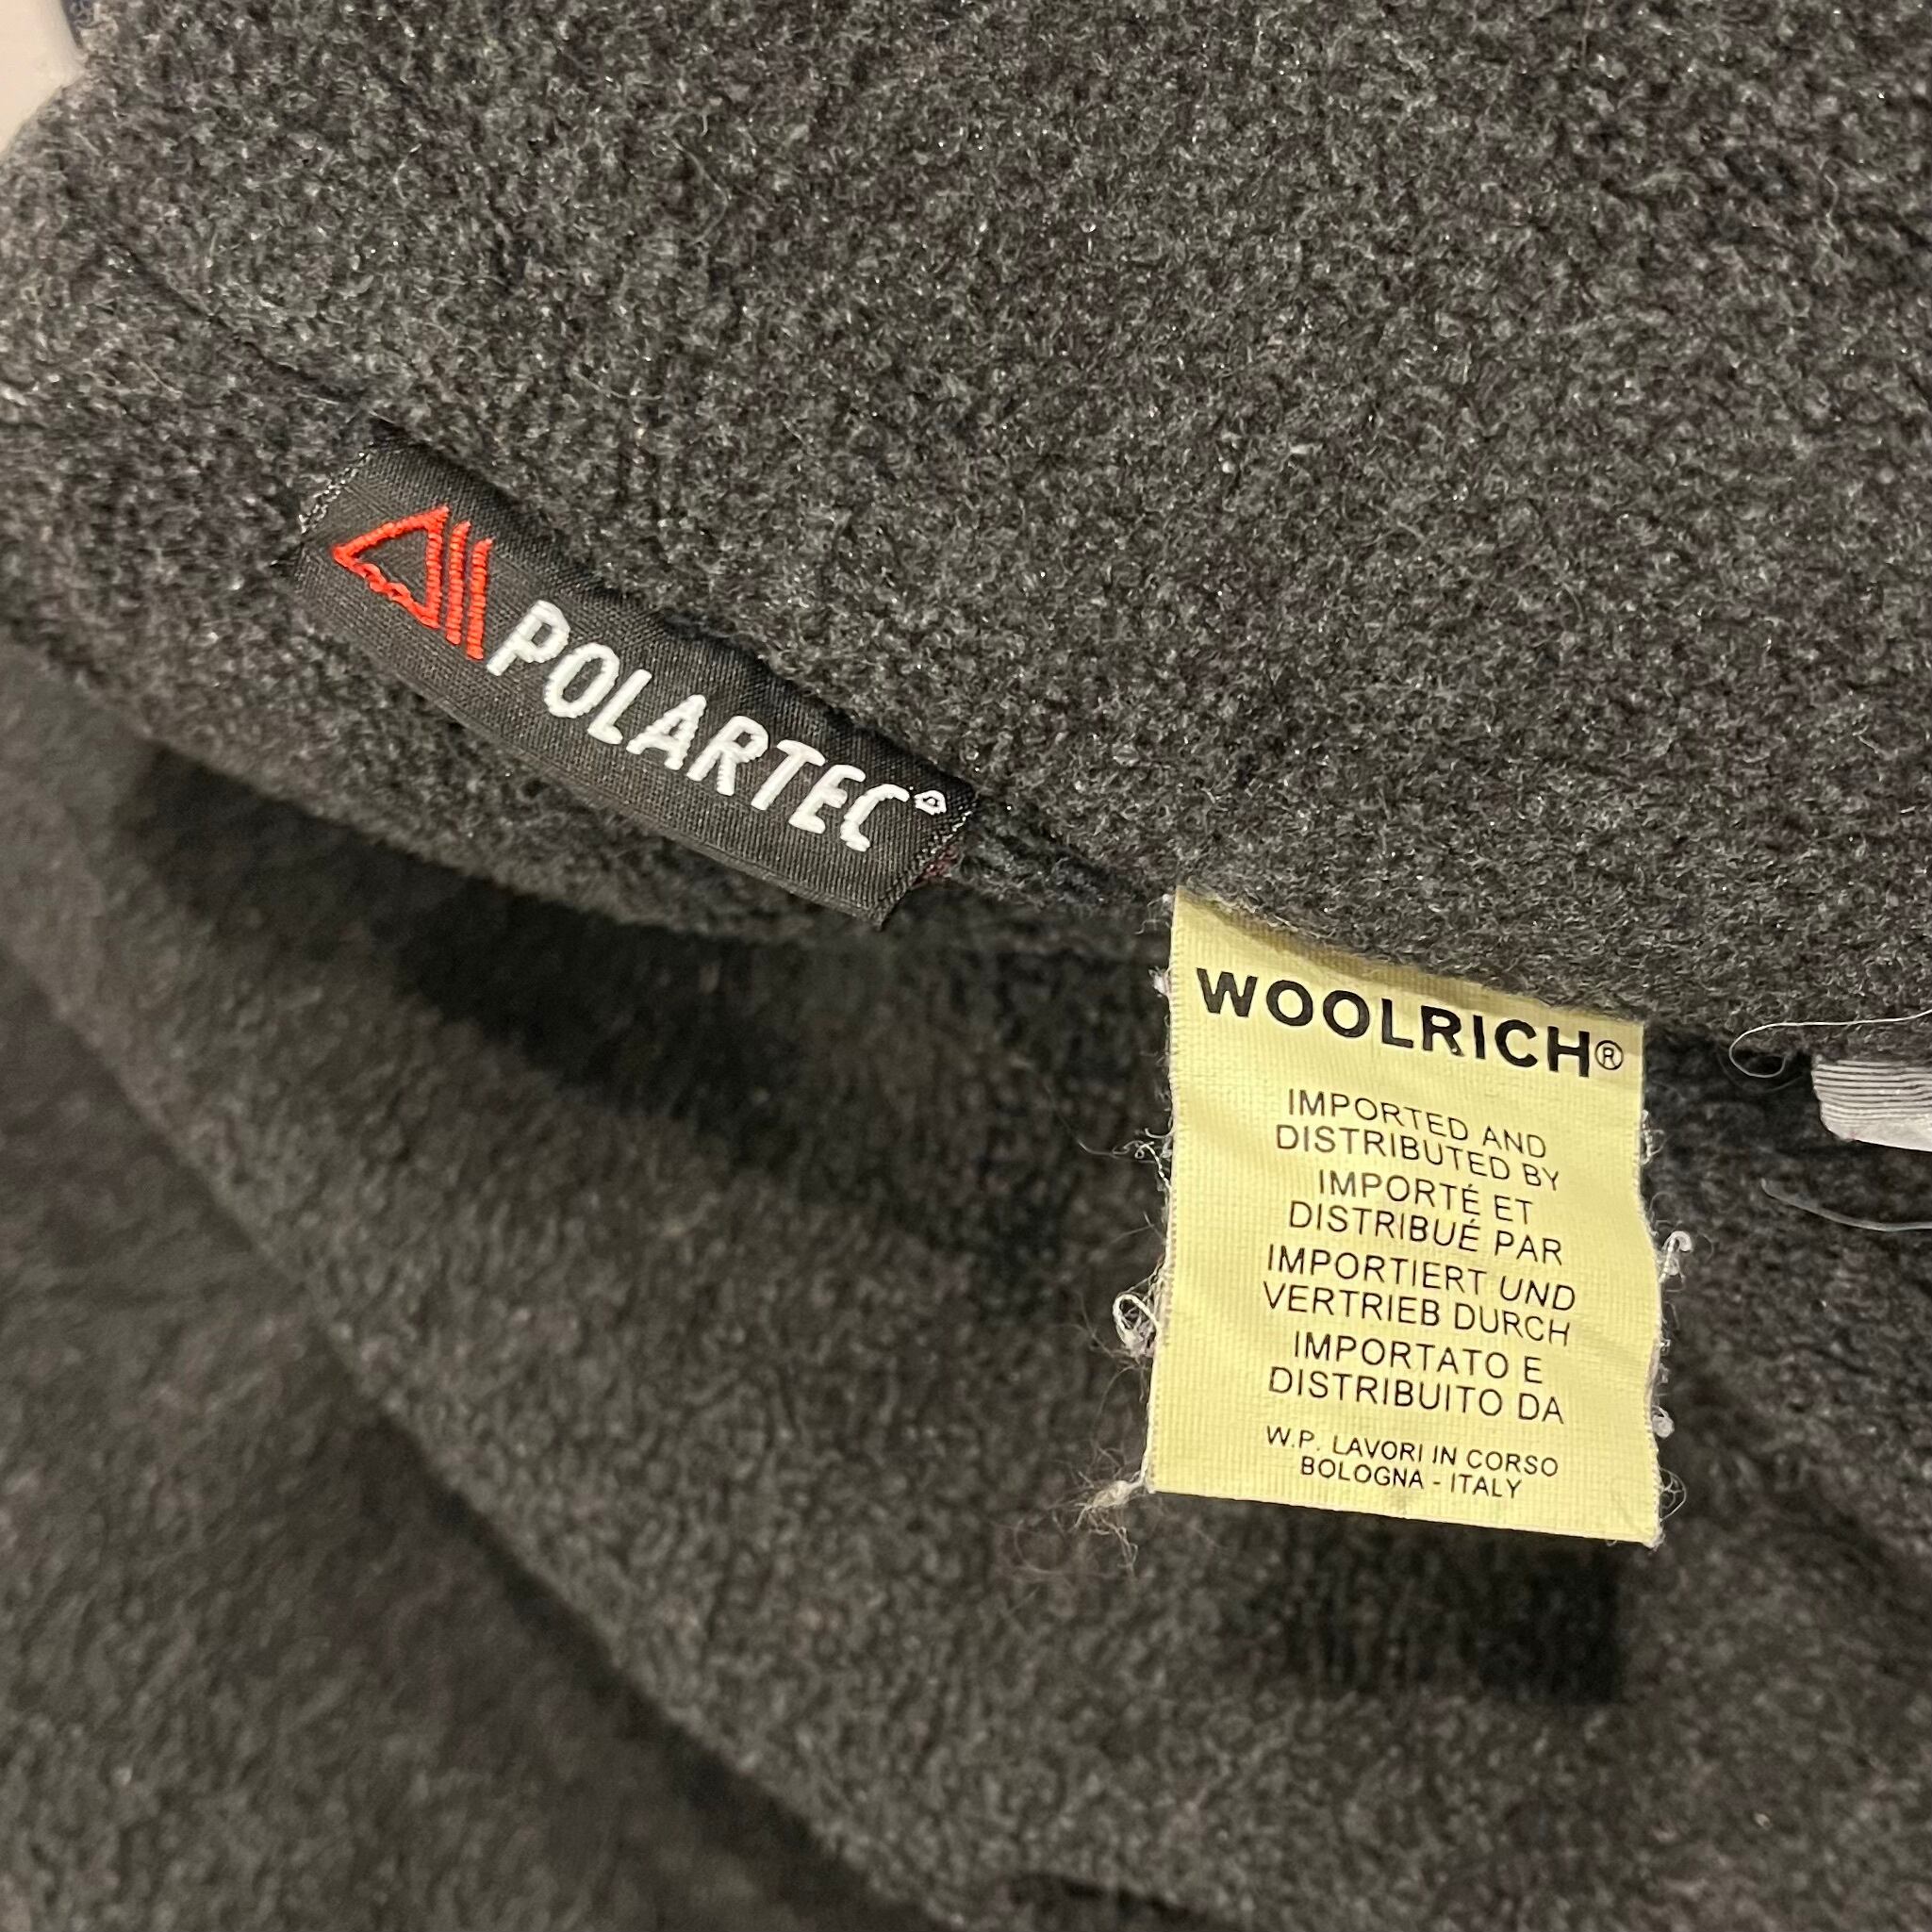 POLARTEC®
WOOLRICH®
IMPORTED AND
DISTRIBUTED BY
IMPORTÉ ET
DISTRIBUÉ PAR
IMPORTIERT UND
VERTRIEB DURCH
IMPORTATO E
DISTRIBUITO DA
W.P. LAVORI IN CORSO
BOLOGNA - ITALY